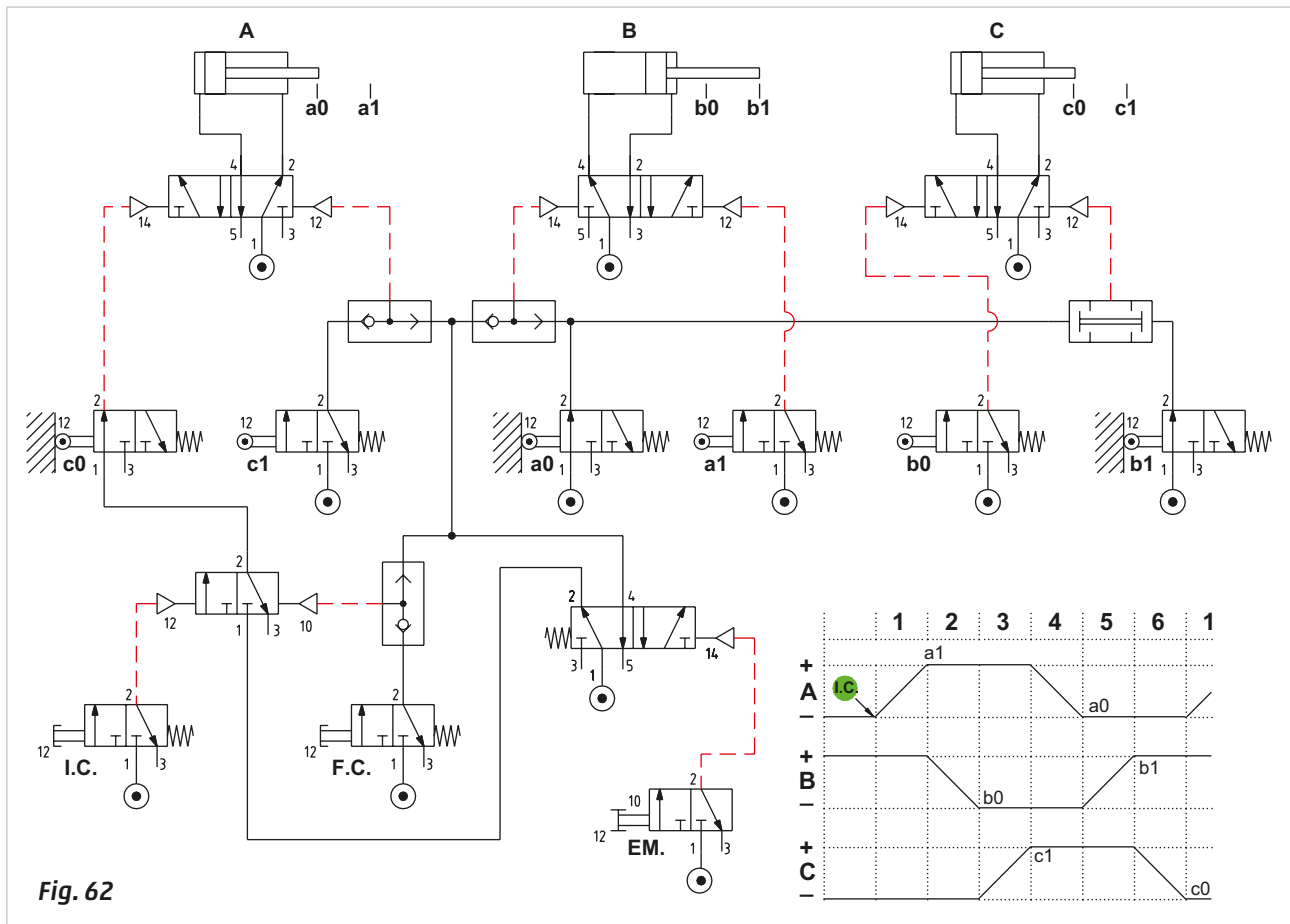 A B C
a0 a1 b0 b1 c0 c1
4 2 4 2 4 2
14 12 14 12 14 12
5 1 3 5 1 3 5 1 3
2 2 2 2 2 2
12 12 12 12 12 12
c0 c1 a0 a1 b0 b1
1 3 1 3 1 3 1 3 1 3 1 3
2 2 4
12 10 14
1 3 3 1 5
2 2
12 12
I.C. F.C.
1 3 1 3
2
10
12
EM.
1 3
1 2 3 4 5 6 1
+ a1
A I.C.
– a0
+ b1
B
– b0
+ c1
C
– c0
Fig. 62